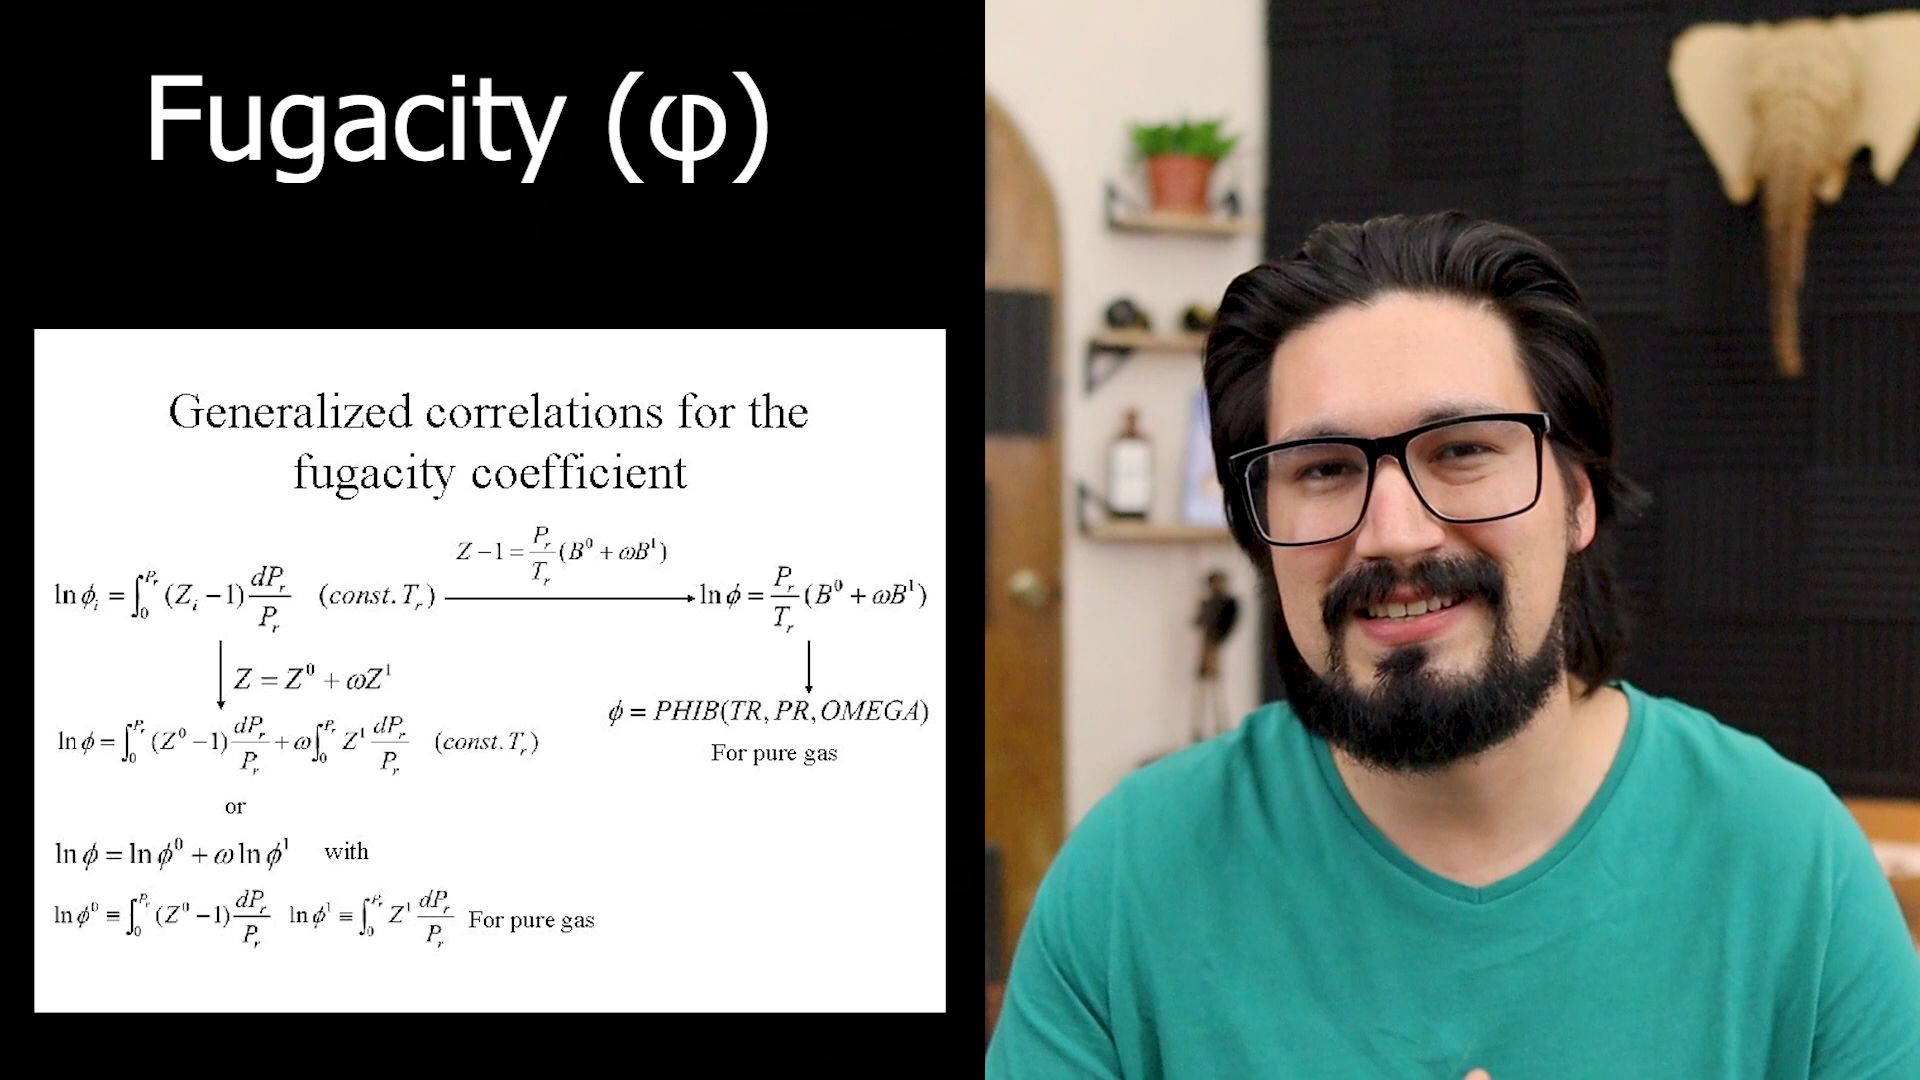 Fugacity (φ)
Generalized correlations for the
fugacity coefficient
Z − 1 = P_r / T_r (B⁰ + ωB¹)
ln ϕ_i = ∫₀^{P_r} (Z_i − 1) dP_r / P_r (const. T_r) ln ϕ = P_r / T_r (B⁰ + ωB¹)
Z = Z⁰ + ωZ¹
ϕ = PHIB(TR, PR, OMEGA)
ln ϕ = ∫₀^{P_r} (Z⁰ − 1) dP_r / P_r + ω ∫₀^{P_r} Z¹ dP_r / P_r (const. T_r)
For pure gas
or
ln ϕ = ln ϕ⁰ + ω ln ϕ¹ with
ln ϕ⁰ ≡ ∫₀^{P_r} (Z⁰ − 1) dP_r / P_r ln ϕ¹ ≡ ∫₀^{P_r} Z¹ dP_r / P_r For pure gas